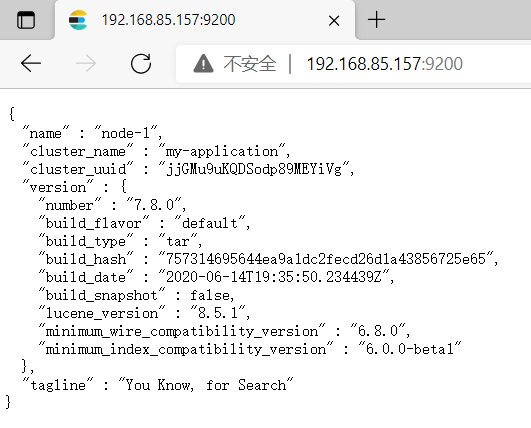 192.168.85.157:9200
不安全 | 192.168.85.157:9200
{
  "name" : "node-1",
  "cluster_name" : "my-application",
  "cluster_uuid" : "jjGMu9uKQDSodp89MEYiVg",
  "version" : {
    "number" : "7.8.0",
    "build_flavor" : "default",
    "build_type" : "tar",
    "build_hash" : "757314695644ea9a1dc2fecd26d1a43856725e65",
    "build_date" : "2020-06-14T19:35:50.234439Z",
    "build_snapshot" : false,
    "lucene_version" : "8.5.1",
    "minimum_wire_compatibility_version" : "6.8.0",
    "minimum_index_compatibility_version" : "6.0.0-beta1"
  },
  "tagline" : "You Know, for Search"
}